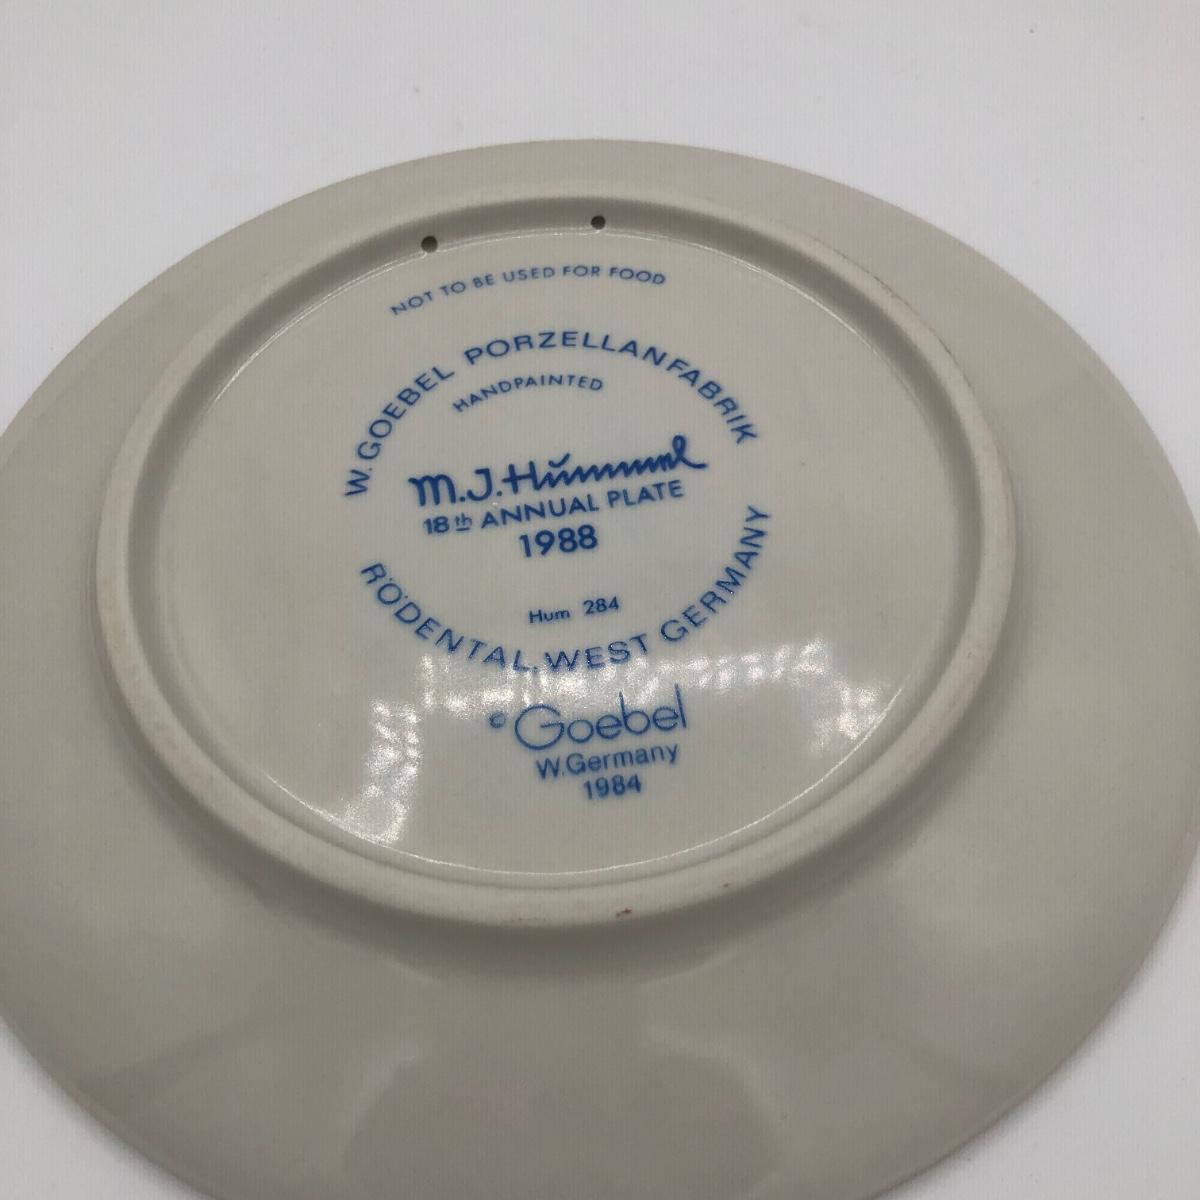 NOT TO BE USED FOR FOOD
W. GOEBEL PORZELLANFABRIK
HANDPAINTED
M.J.Hümmel
18th ANNUAL PLATE
1988
Hum 284
RÖDENTAL, WEST GERMANY
© Goebel
W.Germany
1984